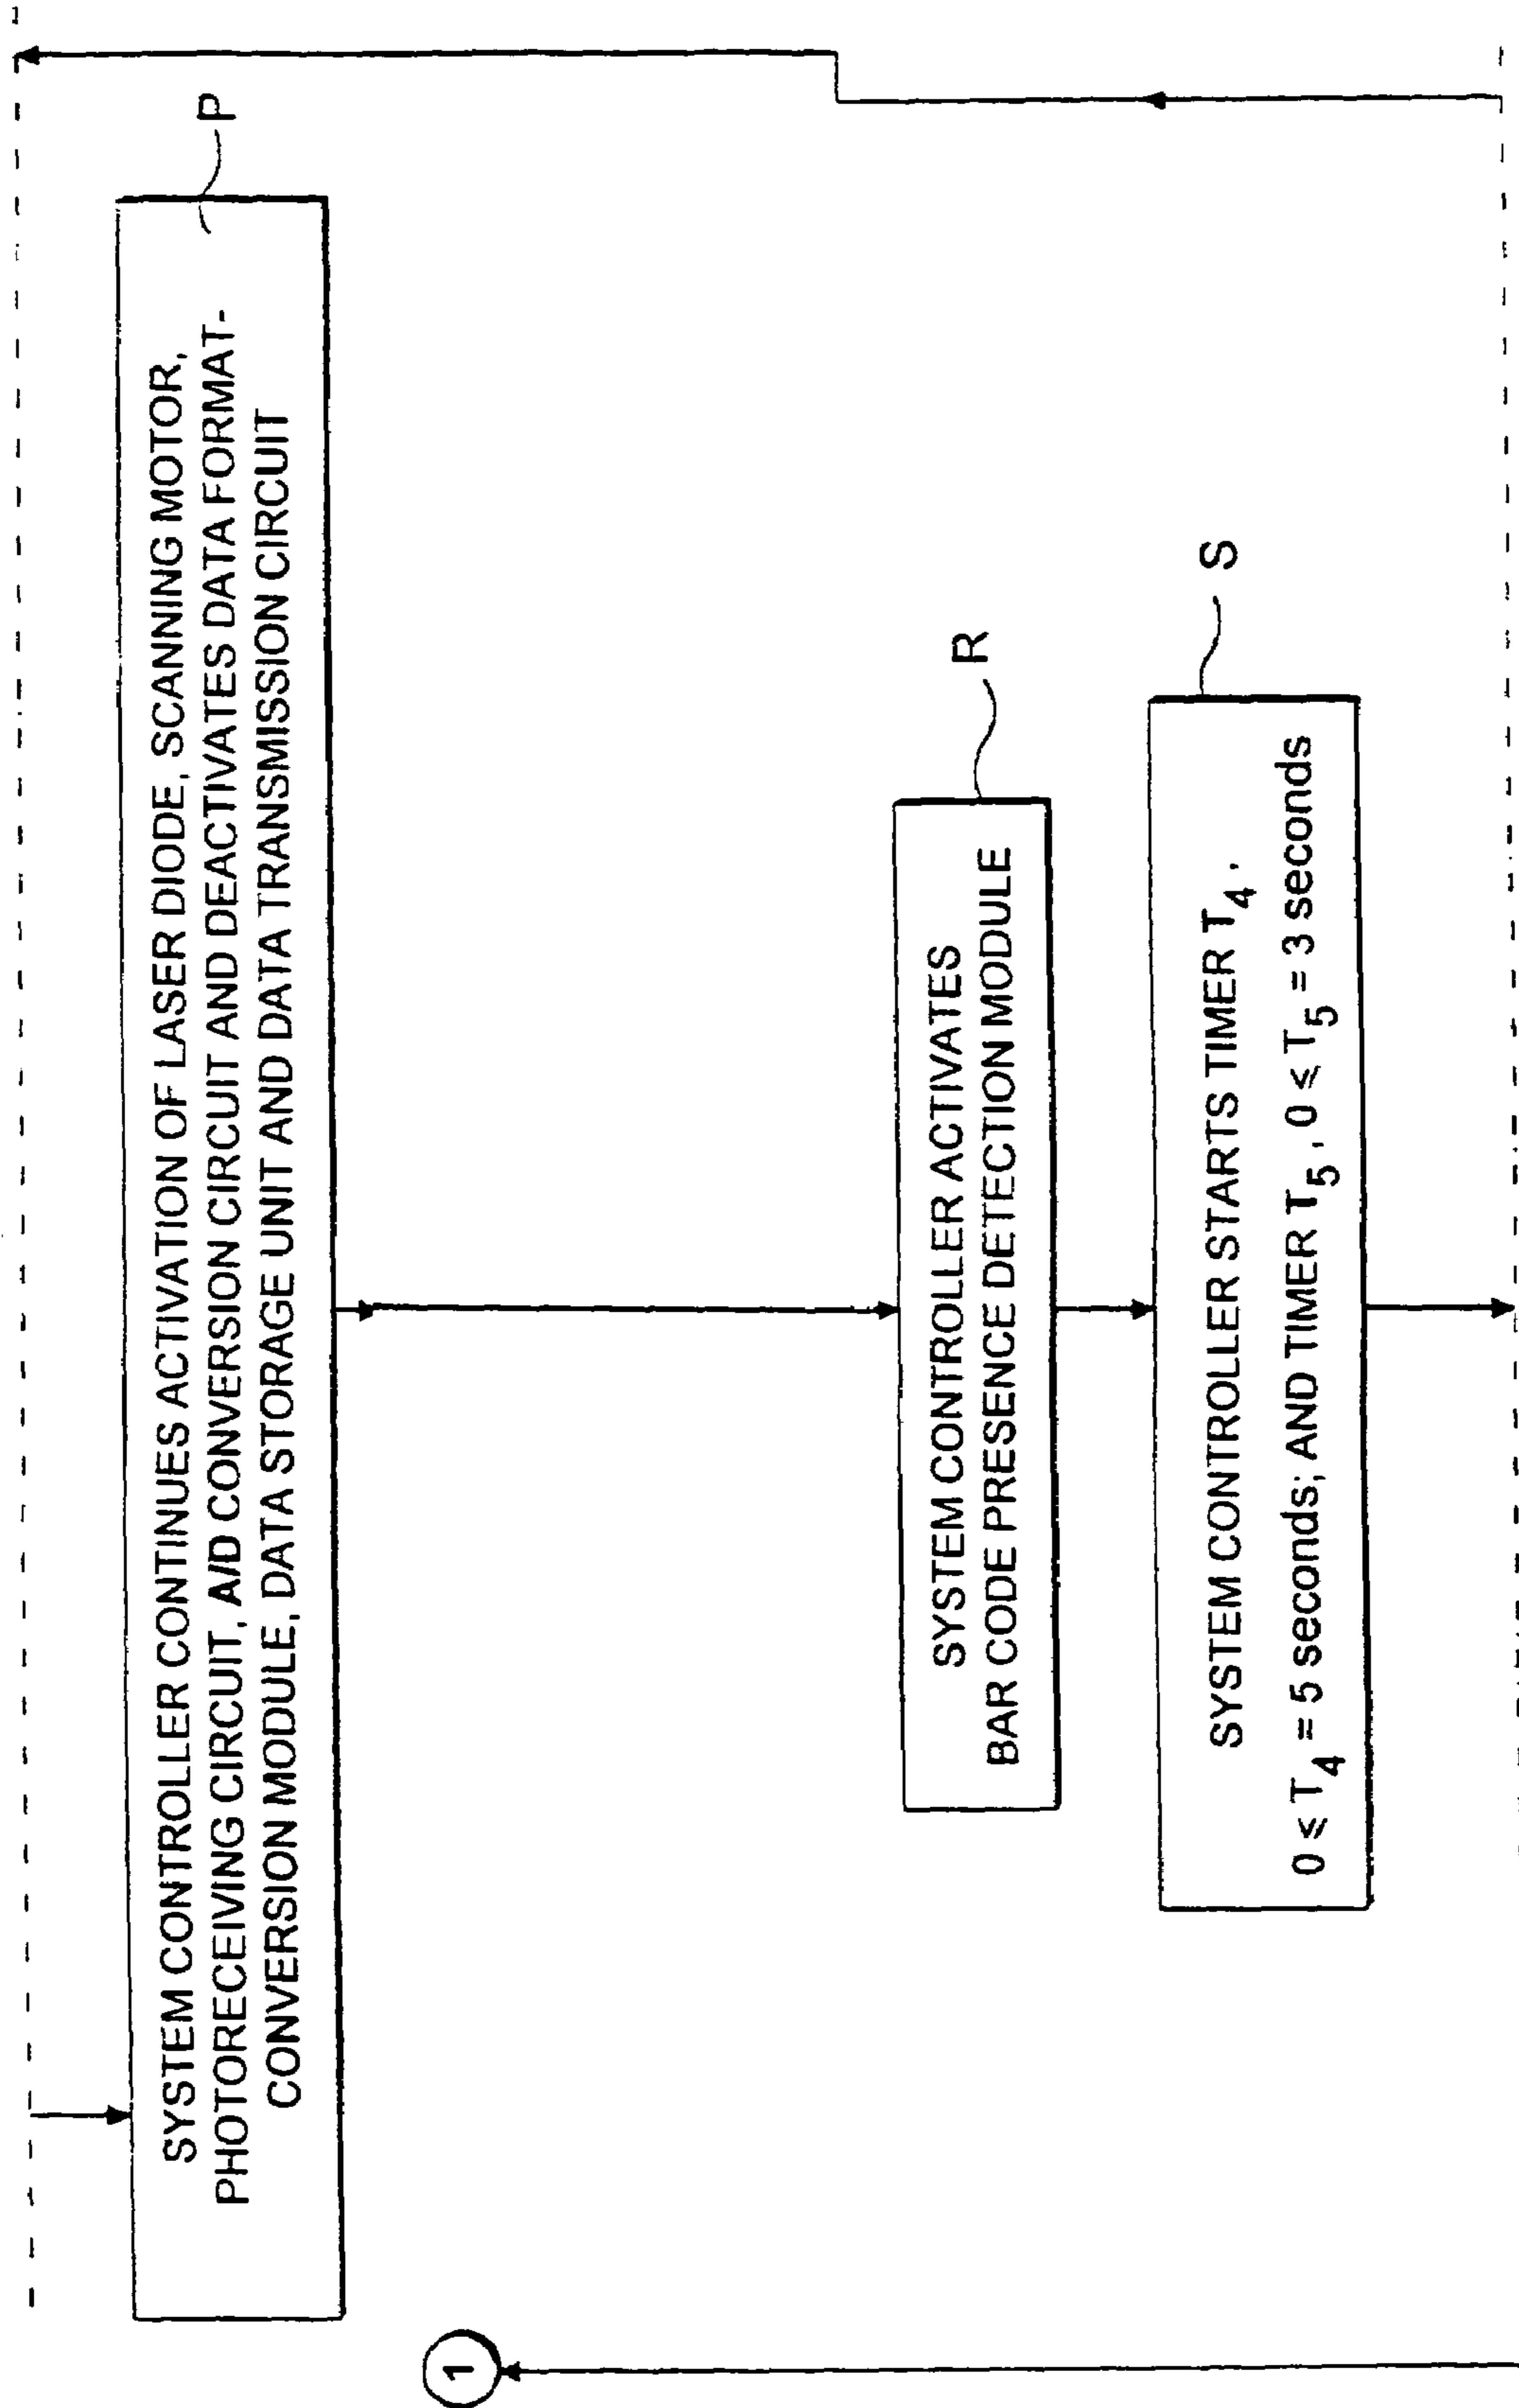 SYSTEM CONTROLLER CONTINUES ACTIVATION OF LASER DIODE, SCANNING MOTOR,
PHOTORECEIVING CIRCUIT, A/D CONVERSION CIRCUIT AND DEACTIVATES DATA FORMAT-
CONVERSION MODULE, DATA STORAGE UNIT AND DATA TRANSMISSION CIRCUIT
P
1
SYSTEM CONTROLLER ACTIVATES
BAR CODE PRESENCE DETECTION MODULE
R
SYSTEM CONTROLLER STARTS TIMER T₄,
0 ≤ T₄ = 5 seconds; AND TIMER T₅, 0 ≤ T₅ = 3 seconds
S